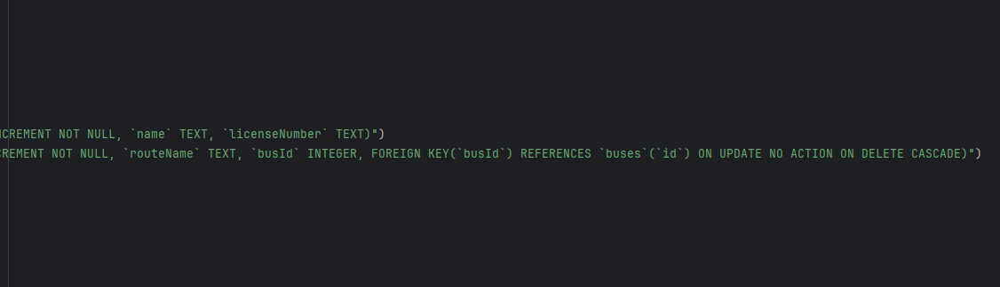 NCREMENT NOT NULL, `name` TEXT, `licenseNumber` TEXT)")
CREMENT NOT NULL, `routeName` TEXT, `busId` INTEGER, FOREIGN KEY(`busId`) REFERENCES `buses`(`id`) ON UPDATE NO ACTION ON DELETE CASCADE)")